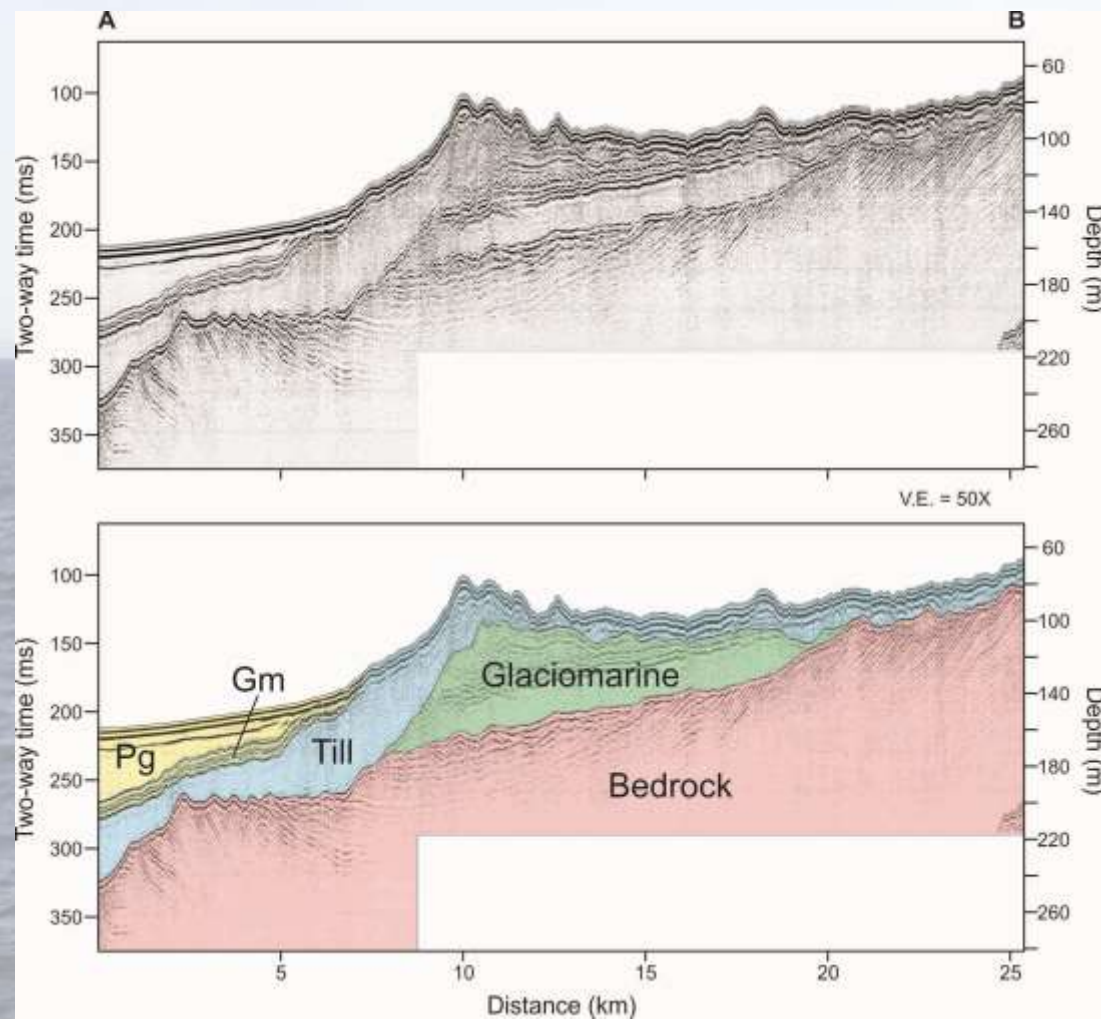 A B
Two-way time (ms)
100
150
200
250
300
350
60
100
140
180
220
260
Depth (m)
V.E. = 50X
Two-way time (ms)
100
150
200
250
300
350
Pg
Gm
Till
Glaciomarine
Bedrock
60
100
140
180
220
260
Depth (m)
5 10 15 20 25
Distance (km)